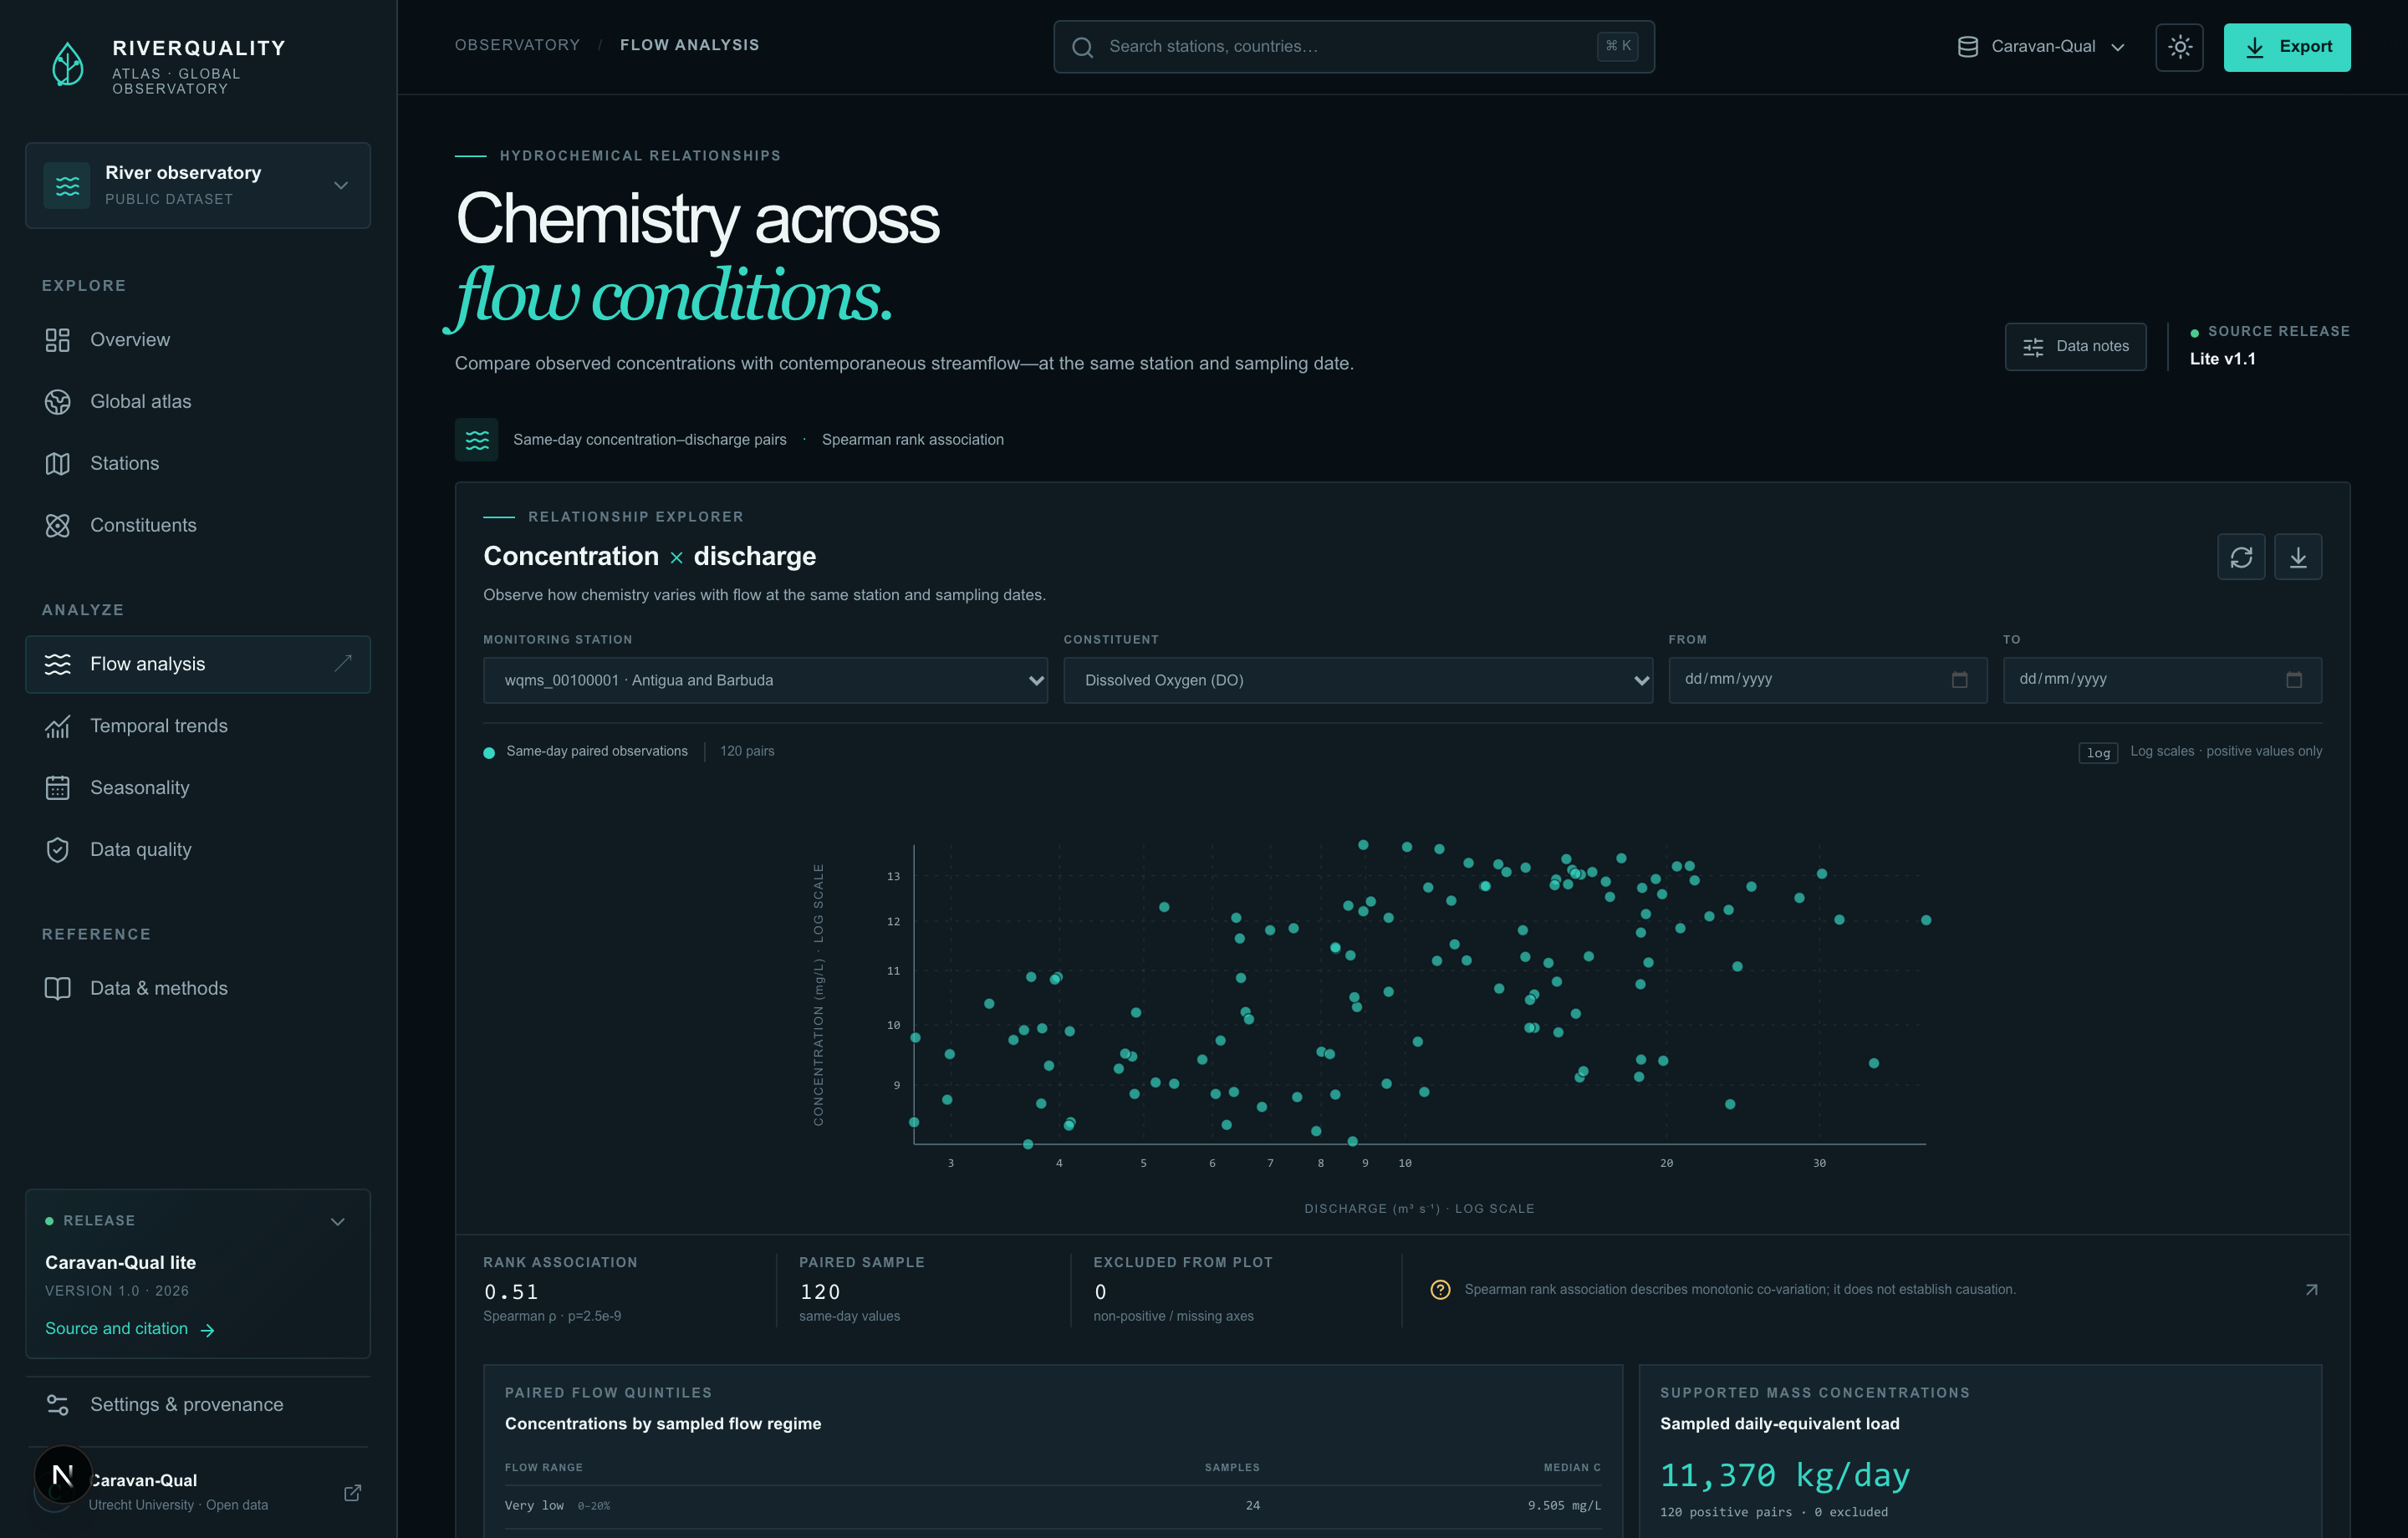 RIVERQUALITY
ATLAS · GLOBAL
OBSERVATORY
River observatory
PUBLIC DATASET
EXPLORE
Overview
Global atlas
Stations
Constituents
ANALYZE
Flow analysis
Temporal trends
Seasonality
Data quality
REFERENCE
Data & methods
RELEASE
Caravan-Qual lite
VERSION 1.0 · 2026
Source and citation
Settings & provenance
N
Caravan-Qual
Utrecht University · Open data
OBSERVATORY / FLOW ANALYSIS
Search stations, countries…
⌘ K
Caravan-Qual
Export
HYDROCHEMICAL RELATIONSHIPS
Chemistry across
flow conditions.
Compare observed concentrations with contemporaneous streamflow—at the same station and sampling date.
Data notes
SOURCE RELEASE
Lite v1.1
Same-day concentration–discharge pairs · Spearman rank association
RELATIONSHIP EXPLORER
Concentration × discharge
Observe how chemistry varies with flow at the same station and sampling dates.
MONITORING STATION
wqms_00100001 · Antigua and Barbuda
CONSTITUENT
Dissolved Oxygen (DO)
FROM
dd/mm/yyyy
TO
dd/mm/yyyy
Same-day paired observations
120 pairs
log
Log scales · positive values only
CONCENTRATION (mg/L) · LOG SCALE
13
12
11
10
9
3 4 5 6 7 8 9 10 20 30
DISCHARGE (m³ s⁻¹) · LOG SCALE
RANK ASSOCIATION
0.51
Spearman ρ · p=2.5e-9
PAIRED SAMPLE
120
same-day values
EXCLUDED FROM PLOT
0
non-positive / missing axes
Spearman rank association describes monotonic co-variation; it does not establish causation.
PAIRED FLOW QUINTILES
Concentrations by sampled flow regime
FLOW RANGE SAMPLES MEDIAN C
Very low 0–20% 24 9.505 mg/L
SUPPORTED MASS CONCENTRATIONS
Sampled daily-equivalent load
11,370 kg/day
120 positive pairs · 0 excluded